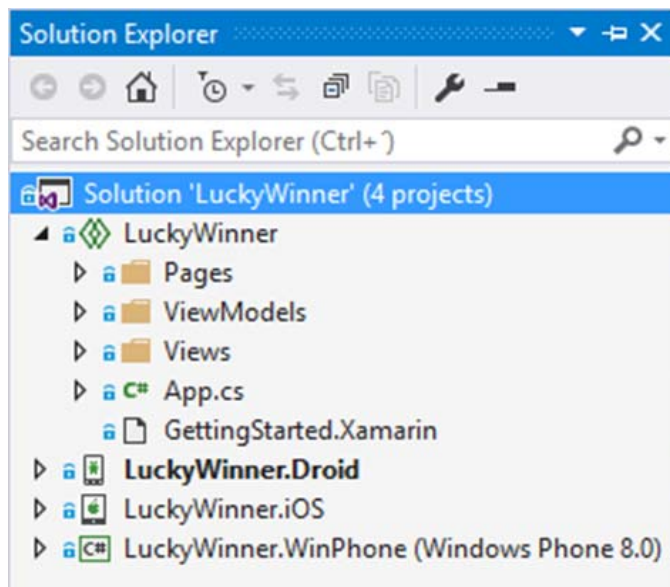 Solution Explorer
Search Solution Explorer (Ctrl+´)
Solution 'LuckyWinner' (4 projects)
LuckyWinner
Pages
ViewModels
Views
C# App.cs
GettingStarted.Xamarin
LuckyWinner.Droid
LuckyWinner.iOS
C# LuckyWinner.WinPhone (Windows Phone 8.0)